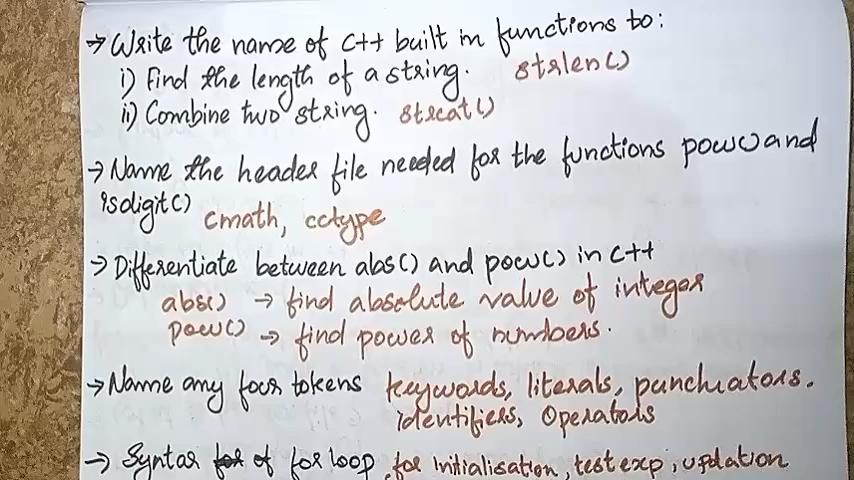 → Write the name of C++ built in functions to:
i) Find the length of a string. strlen()
ii) Combine two string. strcat()
→ Name the header file needed for the functions pow() and
isdigit() cmath, cctype
→ Differentiate between abs() and pow() in C++
abs() → find absolute value of integer
pow() → find power of numbers.
→ Name any four tokens keywords, literals, punctuators.
identifiers, Operators
→ Syntax for of for loop for initialisation, test exp; updation